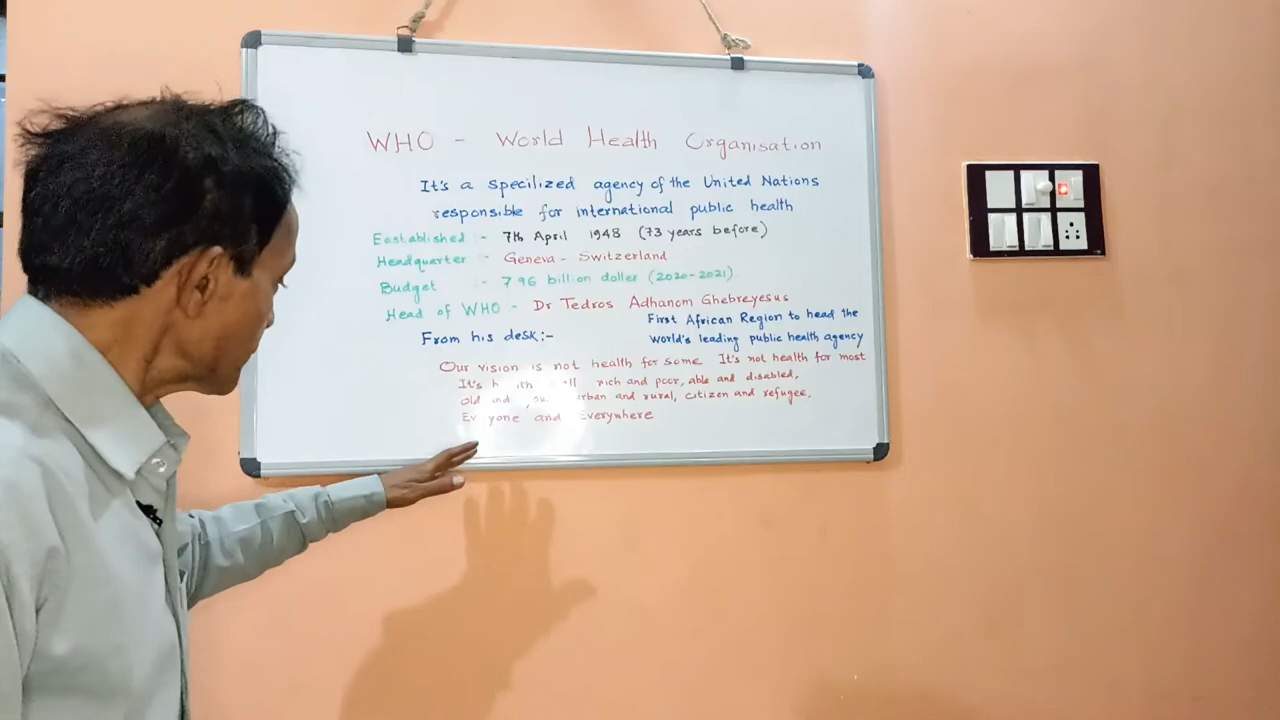 WHO - World Health Organisation
It's a specilized agency of the United Nations
responsible for international public health
Eastablished :- 7th April 1948 (73 years before)
Headquarter :- Geneva - Switzerland
Budget :- 7.96 billion doller (2020-2021)
Head of WHO :- Dr Tedros Adhanom Ghebreyesus
First African Region to head the
World's leading public health agency
From his desk :-
Our vision is not health for some. It's not health for most
It's rich and poor, able and disabled,
Old and rural, citizen and refugee,
and Everywhere